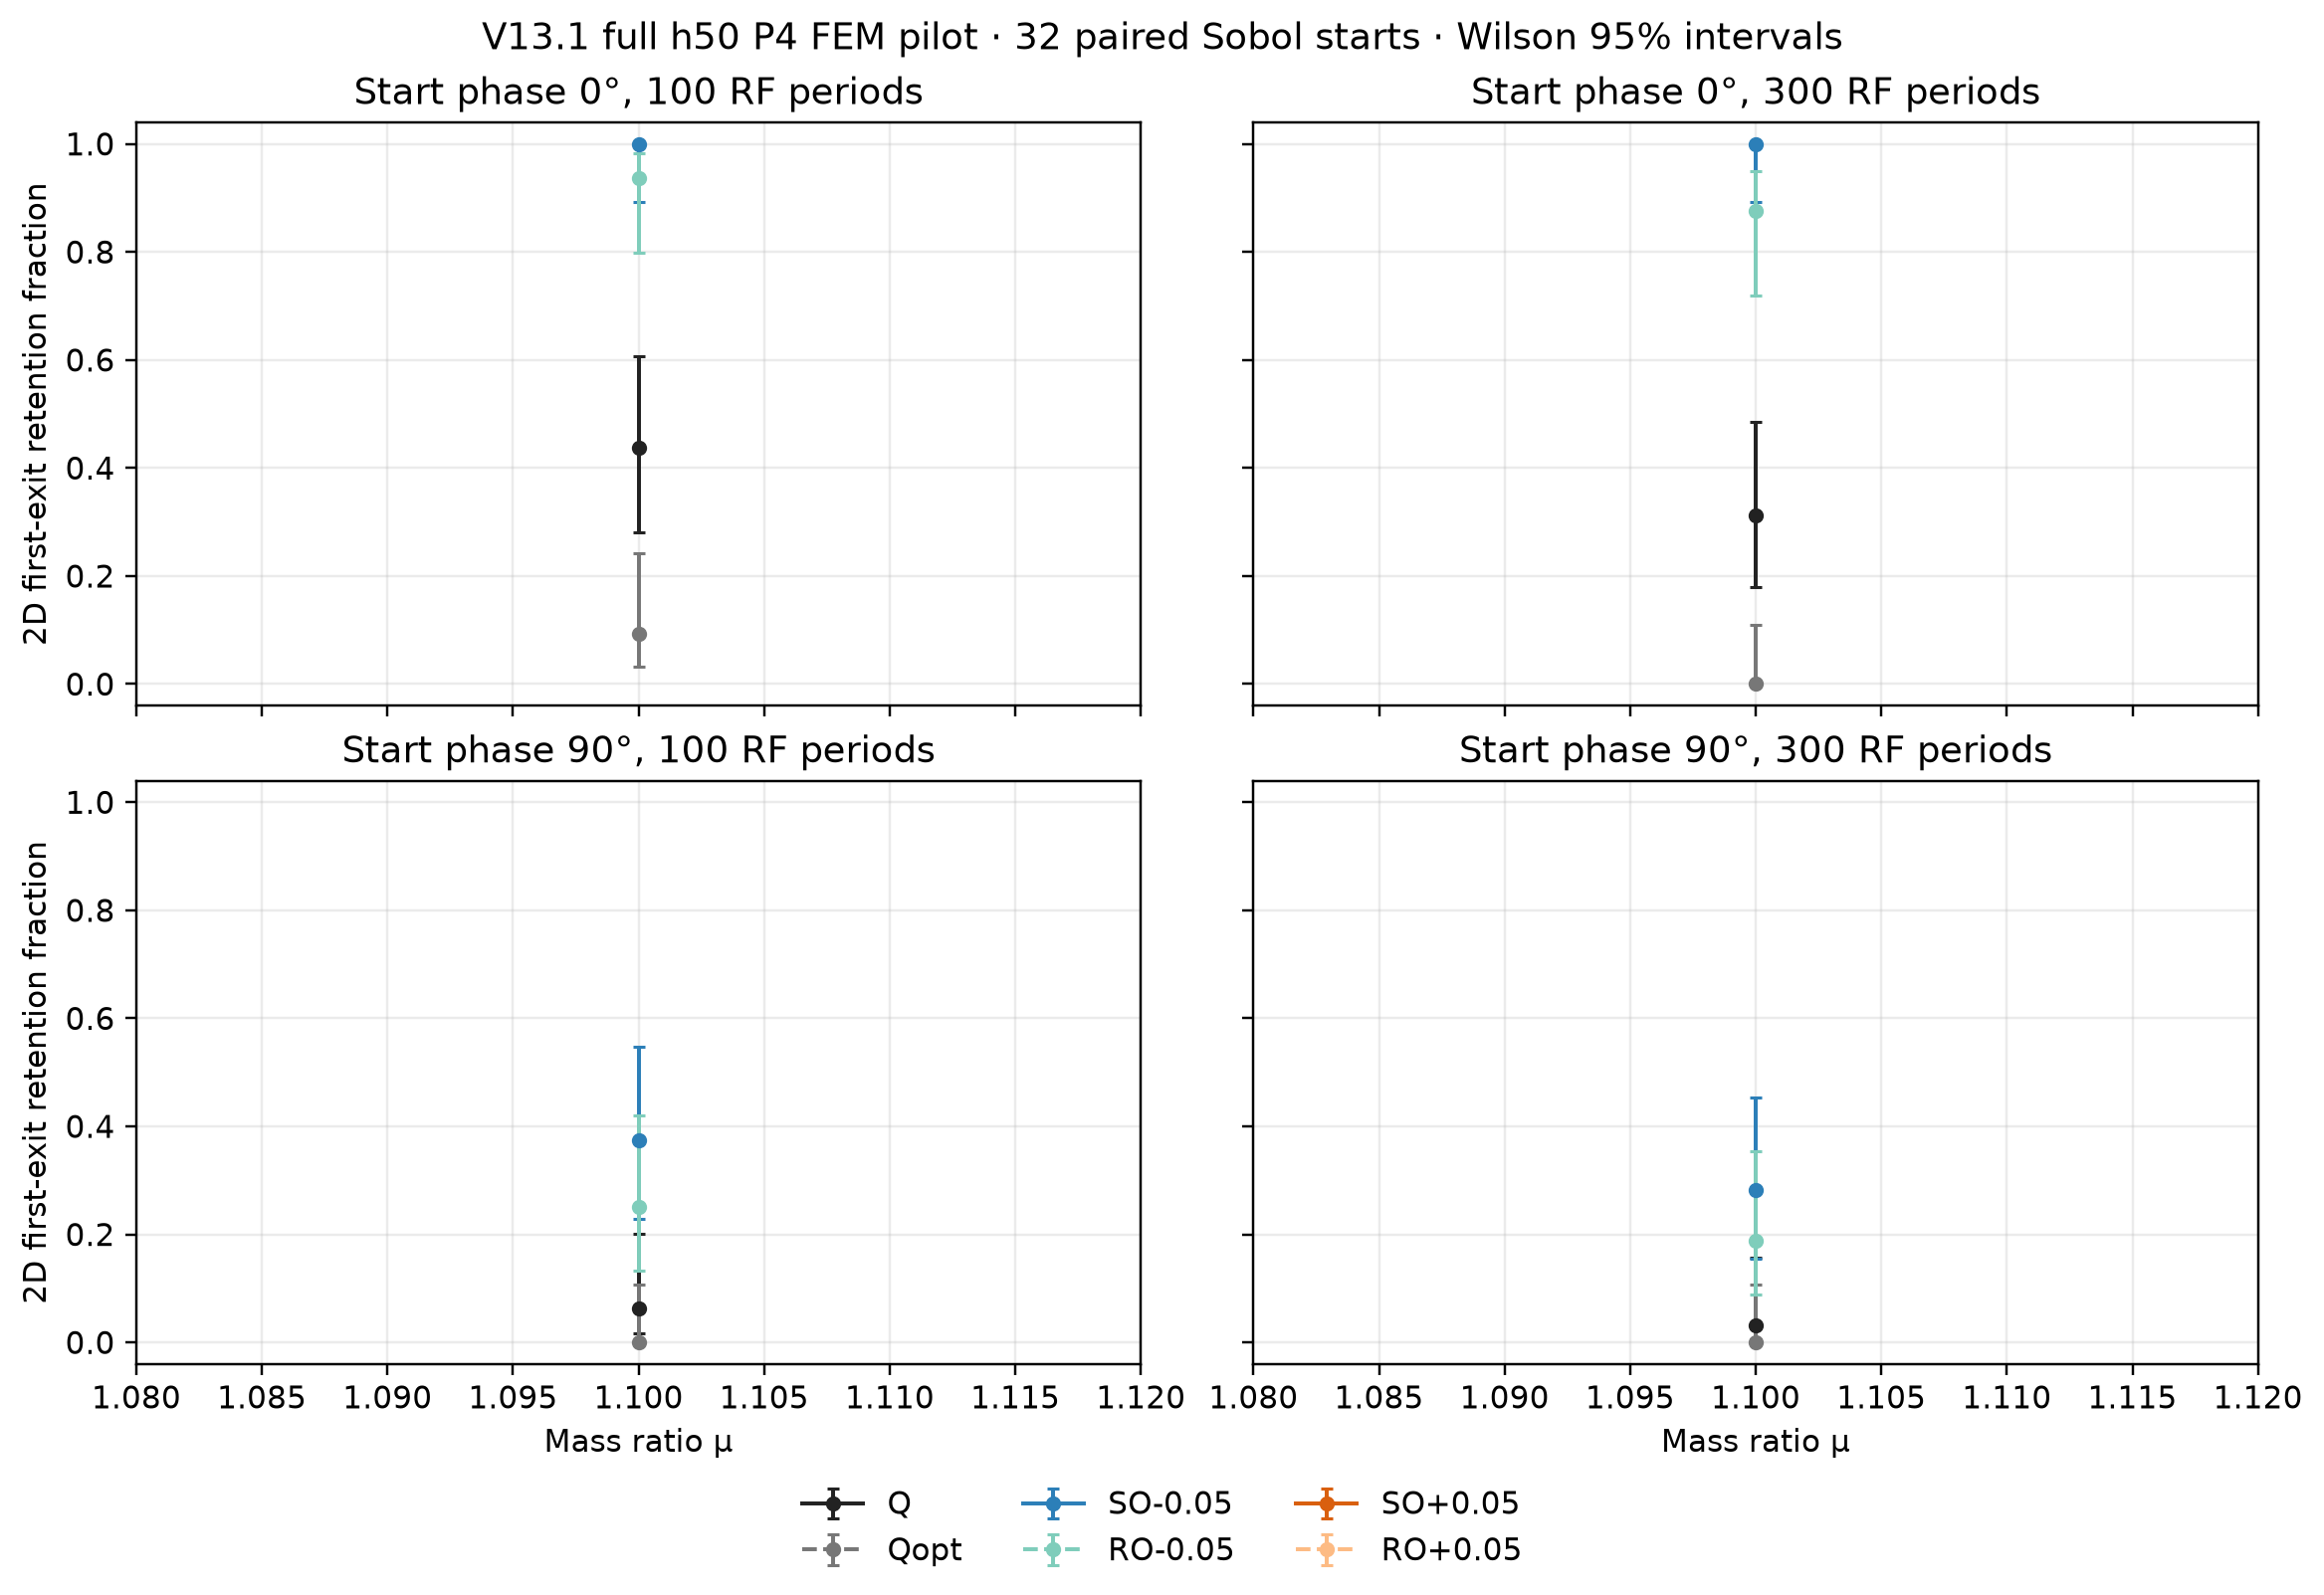 V13.1 full h50 P4 FEM pilot · 32 paired Sobol starts · Wilson 95% intervals
Start phase 0°, 100 RF periods
1.0
0.8
0.6
0.4
0.2
0.0
2D first-exit retention fraction
Start phase 0°, 300 RF periods
Start phase 90°, 100 RF periods
1.0
0.8
0.6
0.4
0.2
0.0
2D first-exit retention fraction
1.080 1.085 1.090 1.095 1.100 1.105 1.110 1.115 1.120
Mass ratio μ
Start phase 90°, 300 RF periods
1.080 1.085 1.090 1.095 1.100 1.105 1.110 1.115 1.120
Mass ratio μ
Q
Qopt
SO-0.05
RO-0.05
SO+0.05
RO+0.05